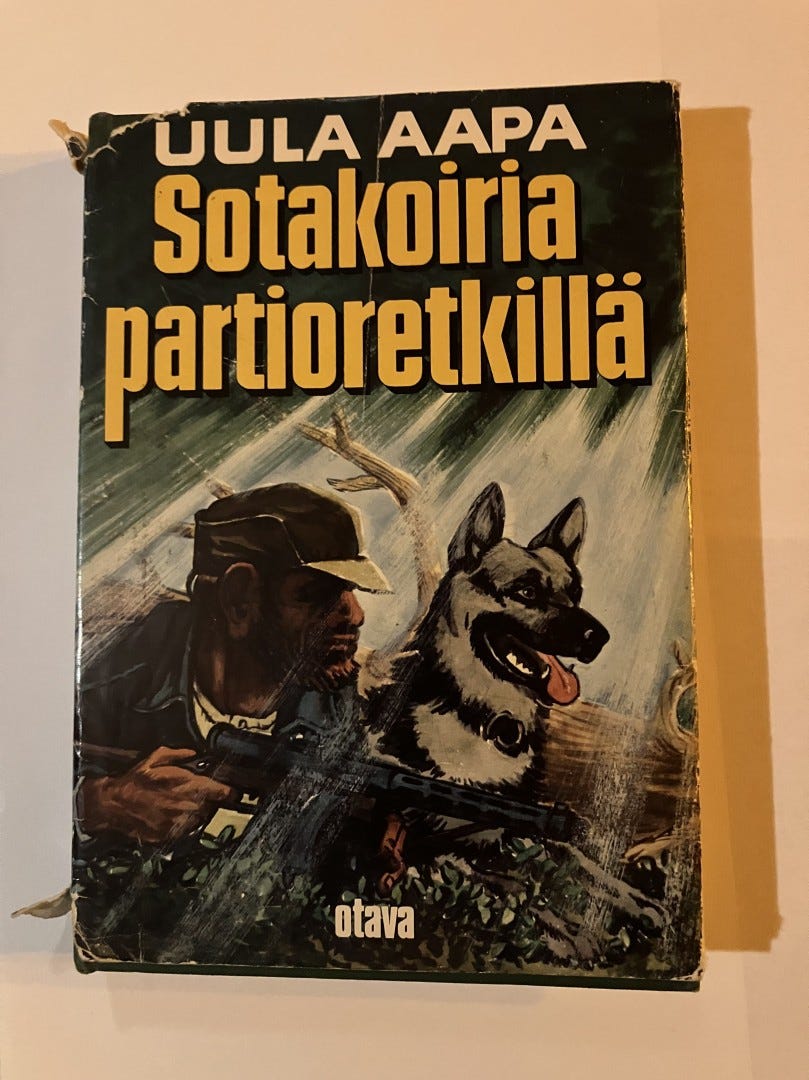 UULA AAPA
Sotakoiria
partioretkillä
otava